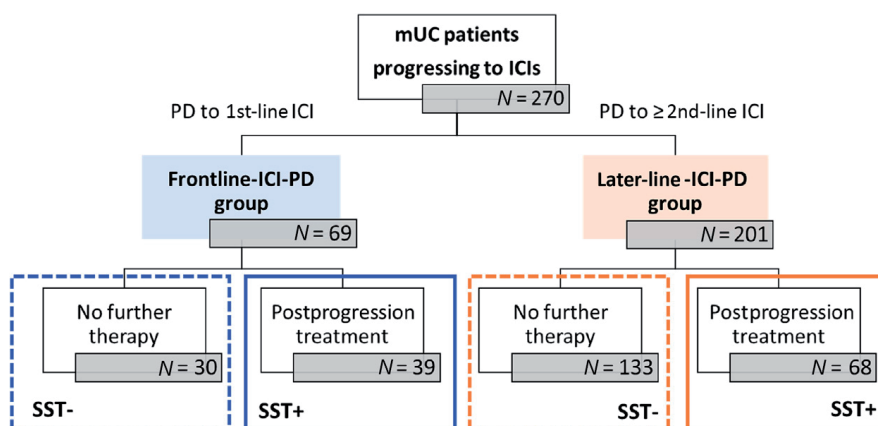 mUC patients
progressing to ICIs
N = 270
PD to 1st-line ICI
PD to ≥ 2nd-line ICI
Frontline-ICI-PD
group
N = 69
Later-line -ICI-PD
group
N = 201
No further
therapy
N = 30
SST-
Postprogression
treatment
N = 39
SST+
No further
therapy
N = 133
SST-
Postprogression
treatment
N = 68
SST+